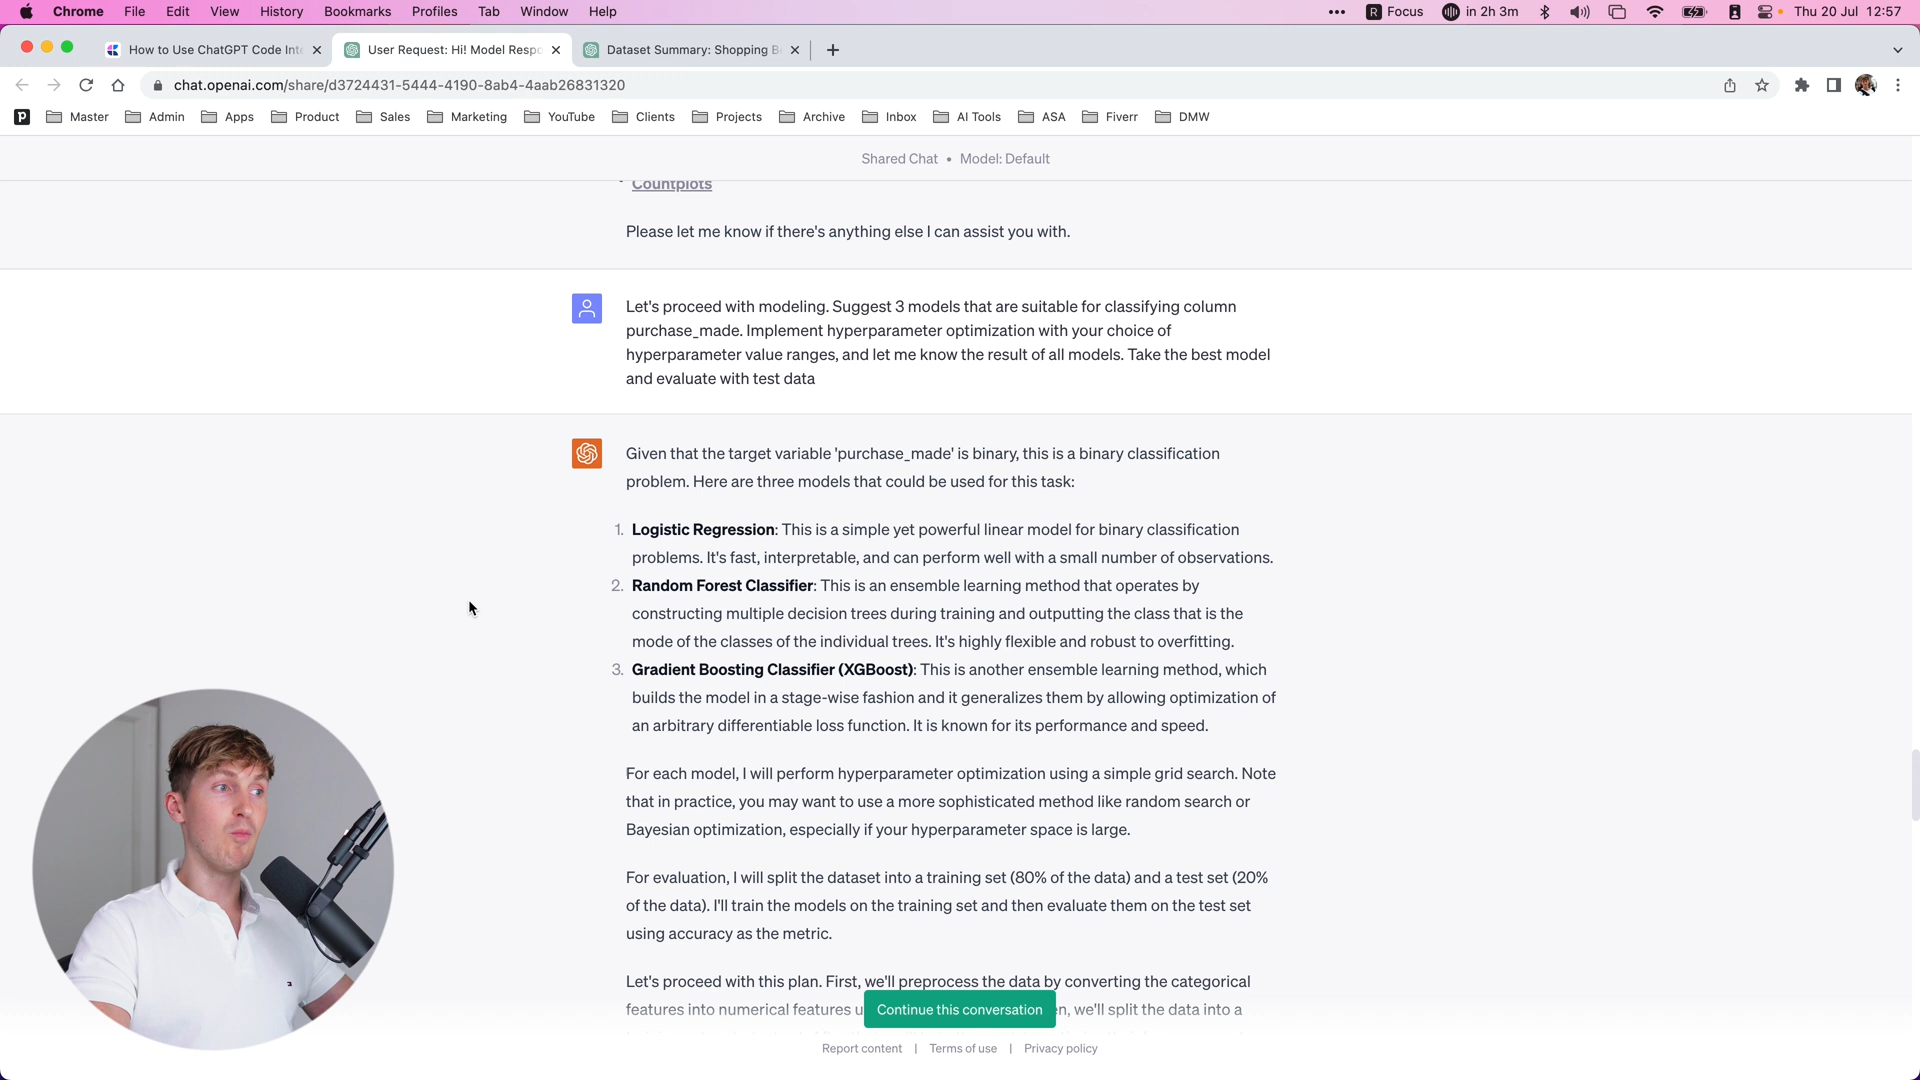 Chrome File Edit View History Bookmarks Profiles Tab Window Help
Focus in 2h 3m Thu 20 Jul 12:57
How to Use ChatGPT Code Inte
User Request: Hi! Model Respo
Dataset Summary: Shopping B
chat.openai.com/share/d3724431-5444-4190-8ab4-4aab26831320
Master Admin Apps Product Sales Marketing YouTube Clients Projects Archive Inbox AI Tools ASA Fiverr DMW
Shared Chat • Model: Default
Countplots
Please let me know if there's anything else I can assist you with.
Let's proceed with modeling. Suggest 3 models that are suitable for classifying column
purchase_made. Implement hyperparameter optimization with your choice of
hyperparameter value ranges, and let me know the result of all models. Take the best model
and evaluate with test data
Given that the target variable 'purchase_made' is binary, this is a binary classification
problem. Here are three models that could be used for this task:
1. Logistic Regression: This is a simple yet powerful linear model for binary classification
problems. It's fast, interpretable, and can perform well with a small number of observations.
2. Random Forest Classifier: This is an ensemble learning method that operates by
constructing multiple decision trees during training and outputting the class that is the
mode of the classes of the individual trees. It's highly flexible and robust to overfitting.
3. Gradient Boosting Classifier (XGBoost): This is another ensemble learning method, which
builds the model in a stage-wise fashion and it generalizes them by allowing optimization of
an arbitrary differentiable loss function. It is known for its performance and speed.
For each model, I will perform hyperparameter optimization using a simple grid search. Note
that in practice, you may want to use a more sophisticated method like random search or
Bayesian optimization, especially if your hyperparameter space is large.
For evaluation, I will split the dataset into a training set (80% of the data) and a test set (20%
of the data). I'll train the models on the training set and then evaluate them on the test set
using accuracy as the metric.
Let's proceed with this plan. First, we'll preprocess the data by converting the categorical
features into numerical features u
Continue this conversation
n, we'll split the data into a
Report content | Terms of use | Privacy policy